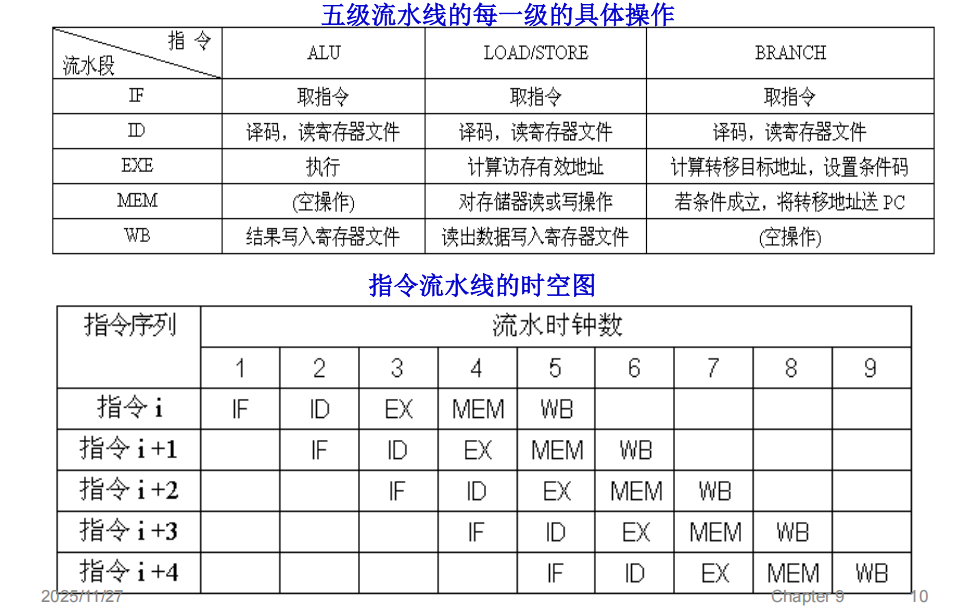 五级流水线的每一级的具体操作
指 令
流水段 ALU LOAD/STORE BRANCH
IF 取指令 取指令 取指令
ID 译码，读寄存器文件 译码，读寄存器文件 译码，读寄存器文件
EXE 执行 计算访存有效地址 计算转移目标地址，设置条件码
MEM (空操作) 对存储器读或写操作 若条件成立，将转移地址送 PC
WB 结果写入寄存器文件 读出数据写入寄存器文件 (空操作)
指令流水线的时空图
指令序列 流水时钟数
1 2 3 4 5 6 7 8 9
指令 i IF ID EX MEM WB
指令 i +1 IF ID EX MEM WB
指令 i +2 IF ID EX MEM WB
指令 i +3 IF ID EX MEM WB
指令 i +4 IF ID EX MEM WB
2025/11/27 Chapter 9 10